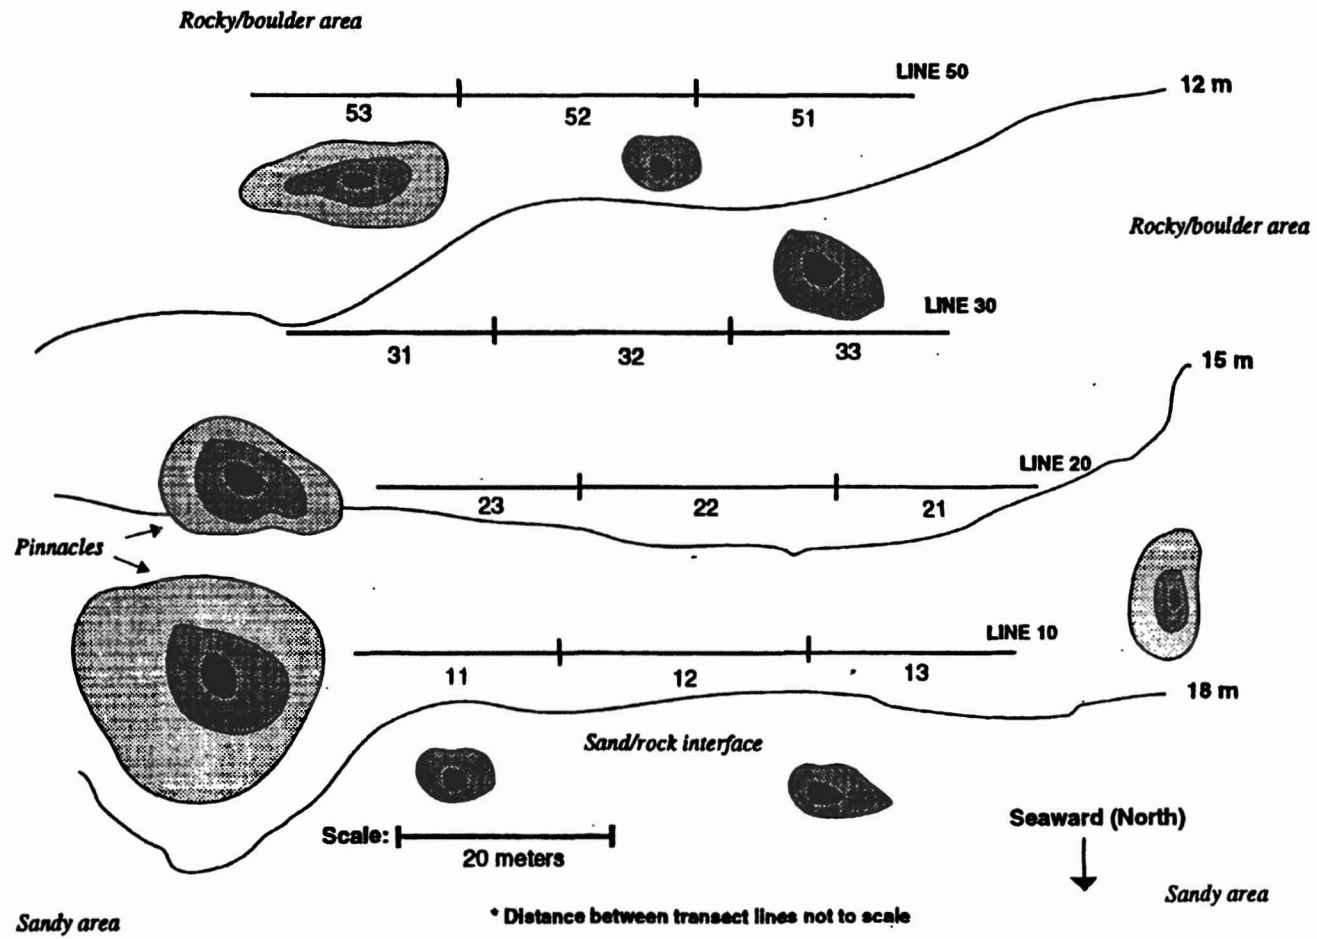 Rocky/boulder area
LINE 50
12 m
53
52
51
Rocky/boulder area
LINE 30
31
32
33
15 m
LINE 20
23
22
21
Pinnacles
LINE 10
11
12
13
18 m
Sand/rock interface
Seaward (North)
Scale:
20 meters
Sandy area
* Distance between transect lines not to scale
Sandy area